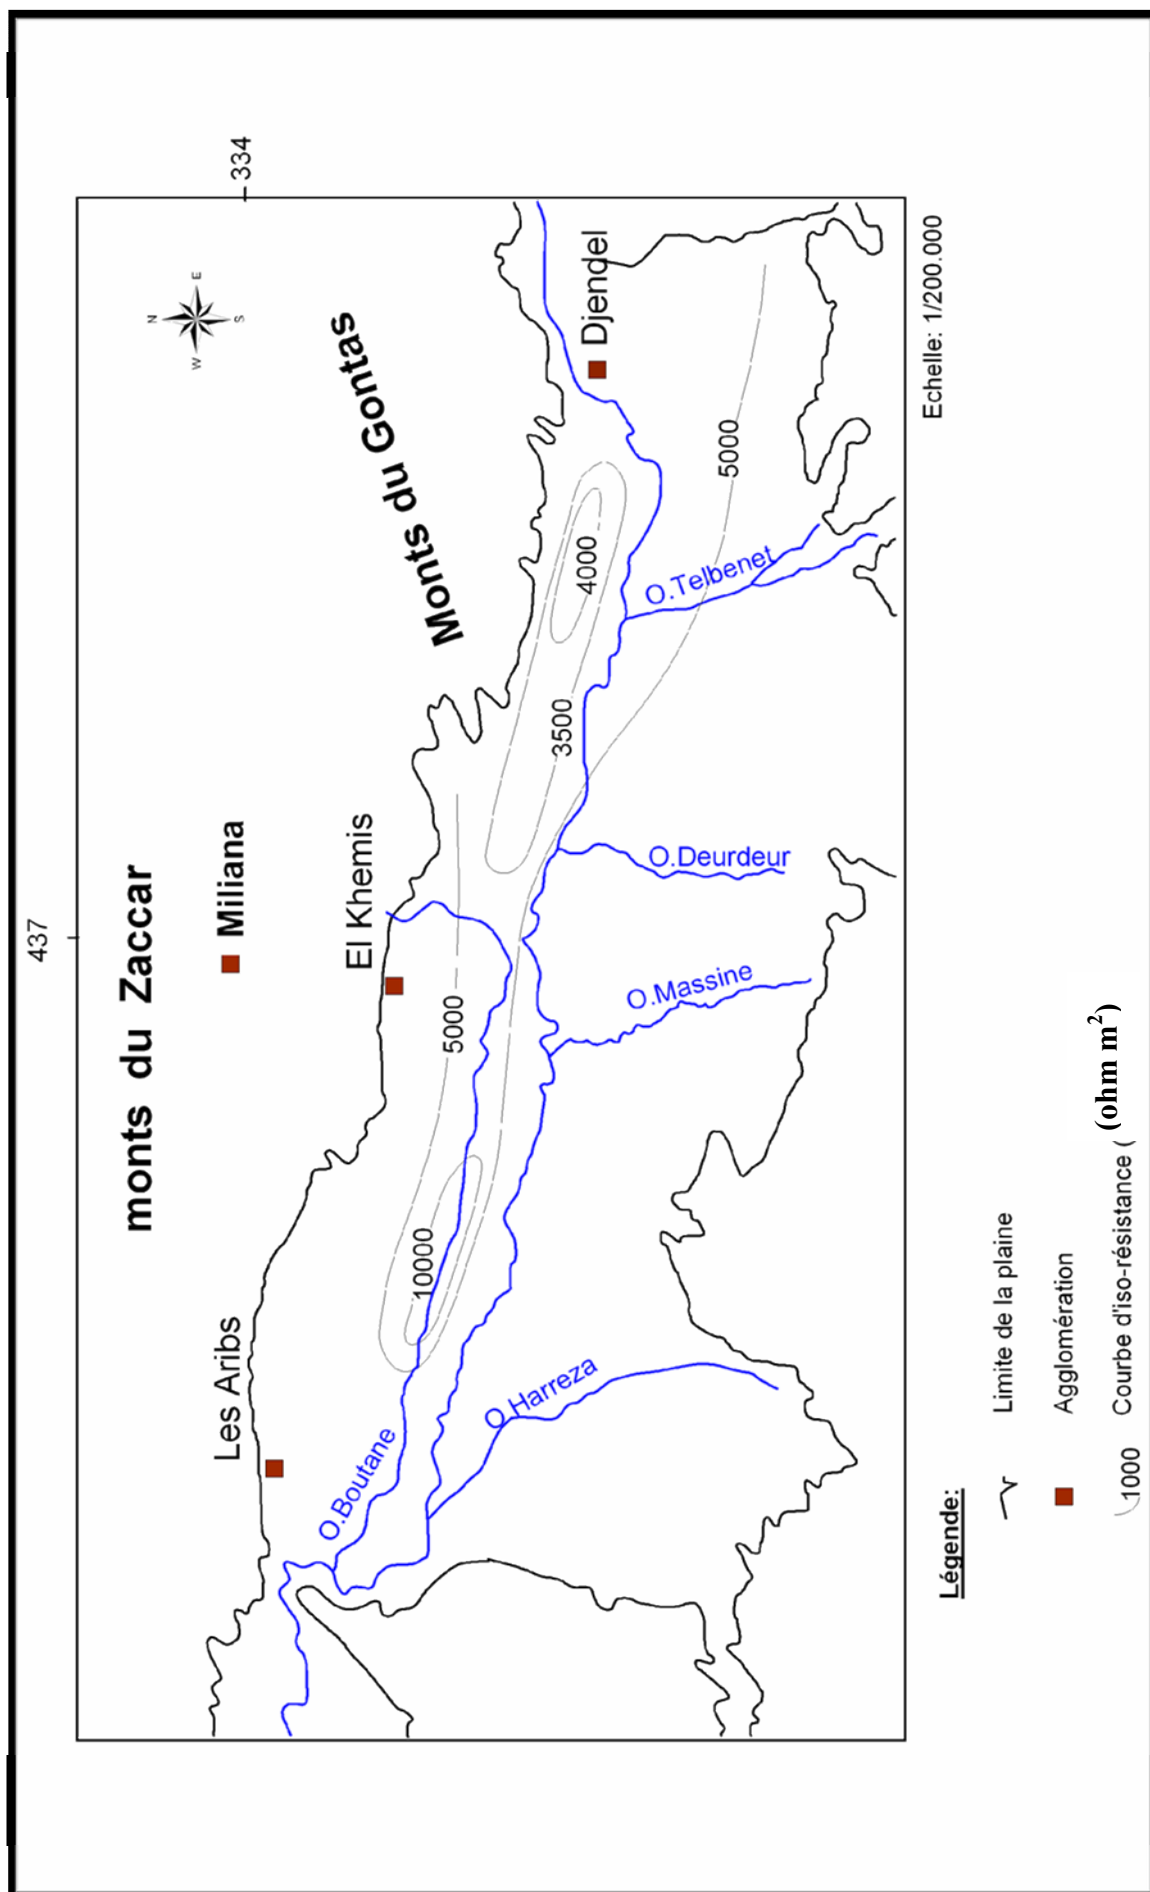 437
334
monts du Zaccar
Miliana
Monts du Gontas
N
W
E
S
Les Aribs
El Khemis
Djendel
5000
10000
3500
4000
5000
O.Boutane
O.Harreza
O.Massine
O.Deurdeur
O.Telbenet
Echelle: 1/200.000
Légende:
Limite de la plaine
Agglomération
1000 Courbe d'iso-résistance ( (ohm m²)